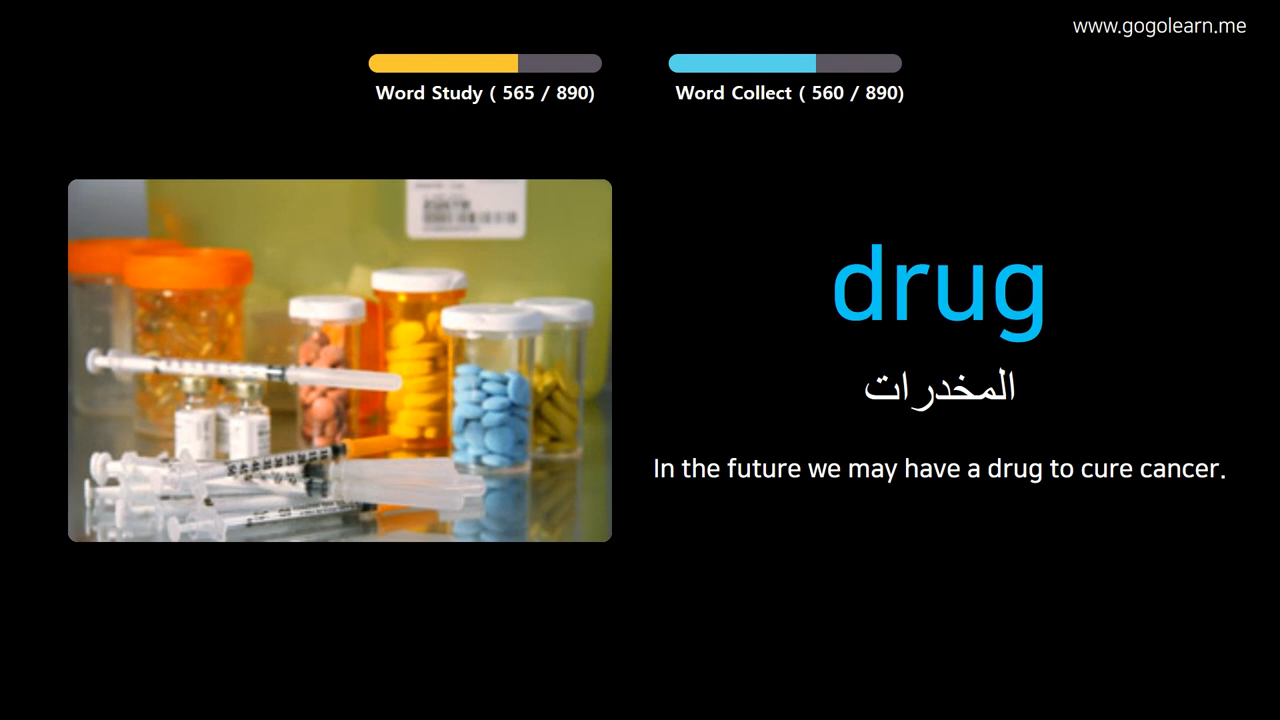 www.gogolearn.me
Word Study ( 565 / 890)
Word Collect ( 560 / 890)
drug
المخدرات
In the future we may have a drug to cure cancer.